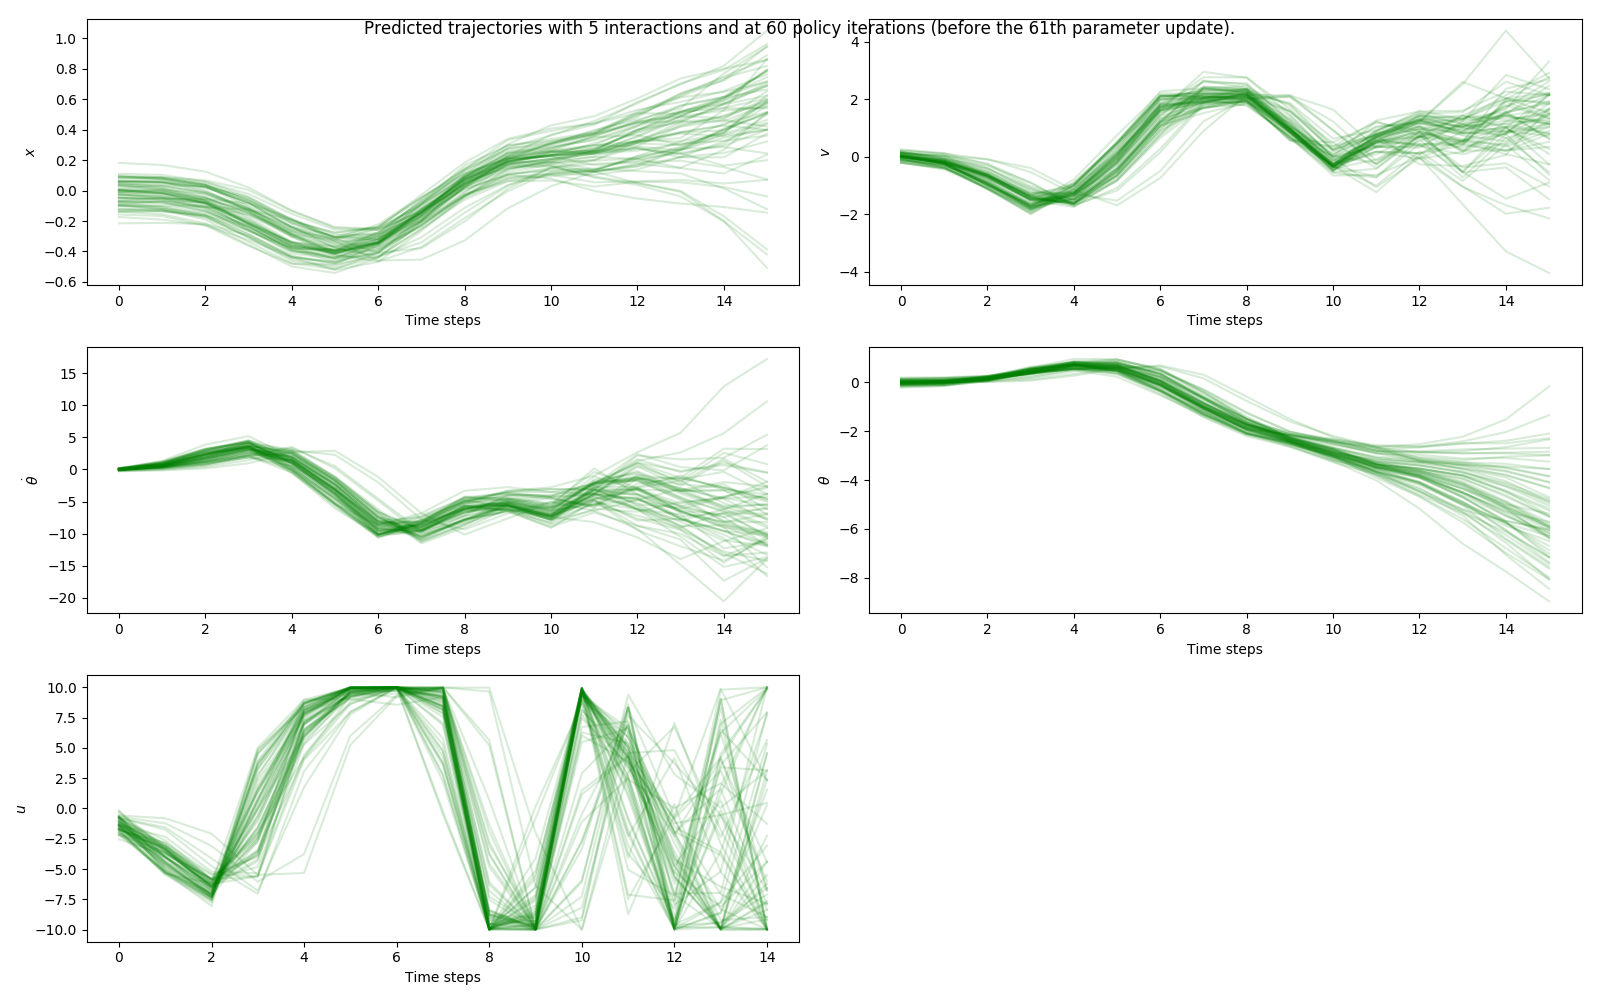 Predicted trajectories with 5 interactions and at 60 policy iterations (before the 61th parameter update).
x
1.0
0.8
0.6
0.4
0.2
0.0
−0.2
−0.4
−0.6
0 2 4 6 8 10 12 14
Time steps
v
4
2
0
−2
−4
0 2 4 6 8 10 12 14
Time steps
θ̇
15
10
5
0
−5
−10
−15
−20
0 2 4 6 8 10 12 14
Time steps
θ
0
−2
−4
−6
−8
0 2 4 6 8 10 12 14
Time steps
u
10.0
7.5
5.0
2.5
0.0
−2.5
−5.0
−7.5
−10.0
0 2 4 6 8 10 12 14
Time steps